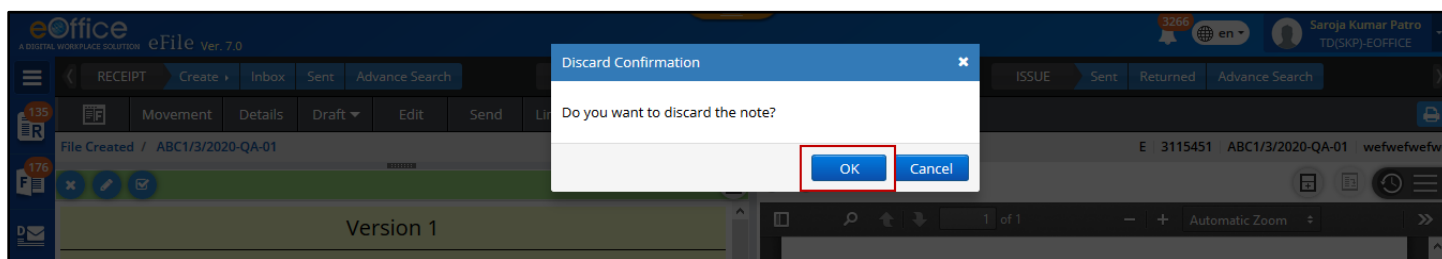 eOffice
A DIGITAL WORKPLACE SOLUTION eFile Ver. 7.0
3266
en
Saroja Kumar Patro
TD(SKP)-EOFFICE
RECEIPT Create Inbox Sent Advance Search
ISSUE Sent Returned Advance Search
Discard Confirmation
Do you want to discard the note?
OK Cancel
135
R
Movement Details Draft Edit Send
File Created / ABC1/3/2020-QA-01
E 3115451 ABC1/3/2020-QA-01 wefwefwefw
176
F
Version 1
1 of 1
Automatic Zoom
D